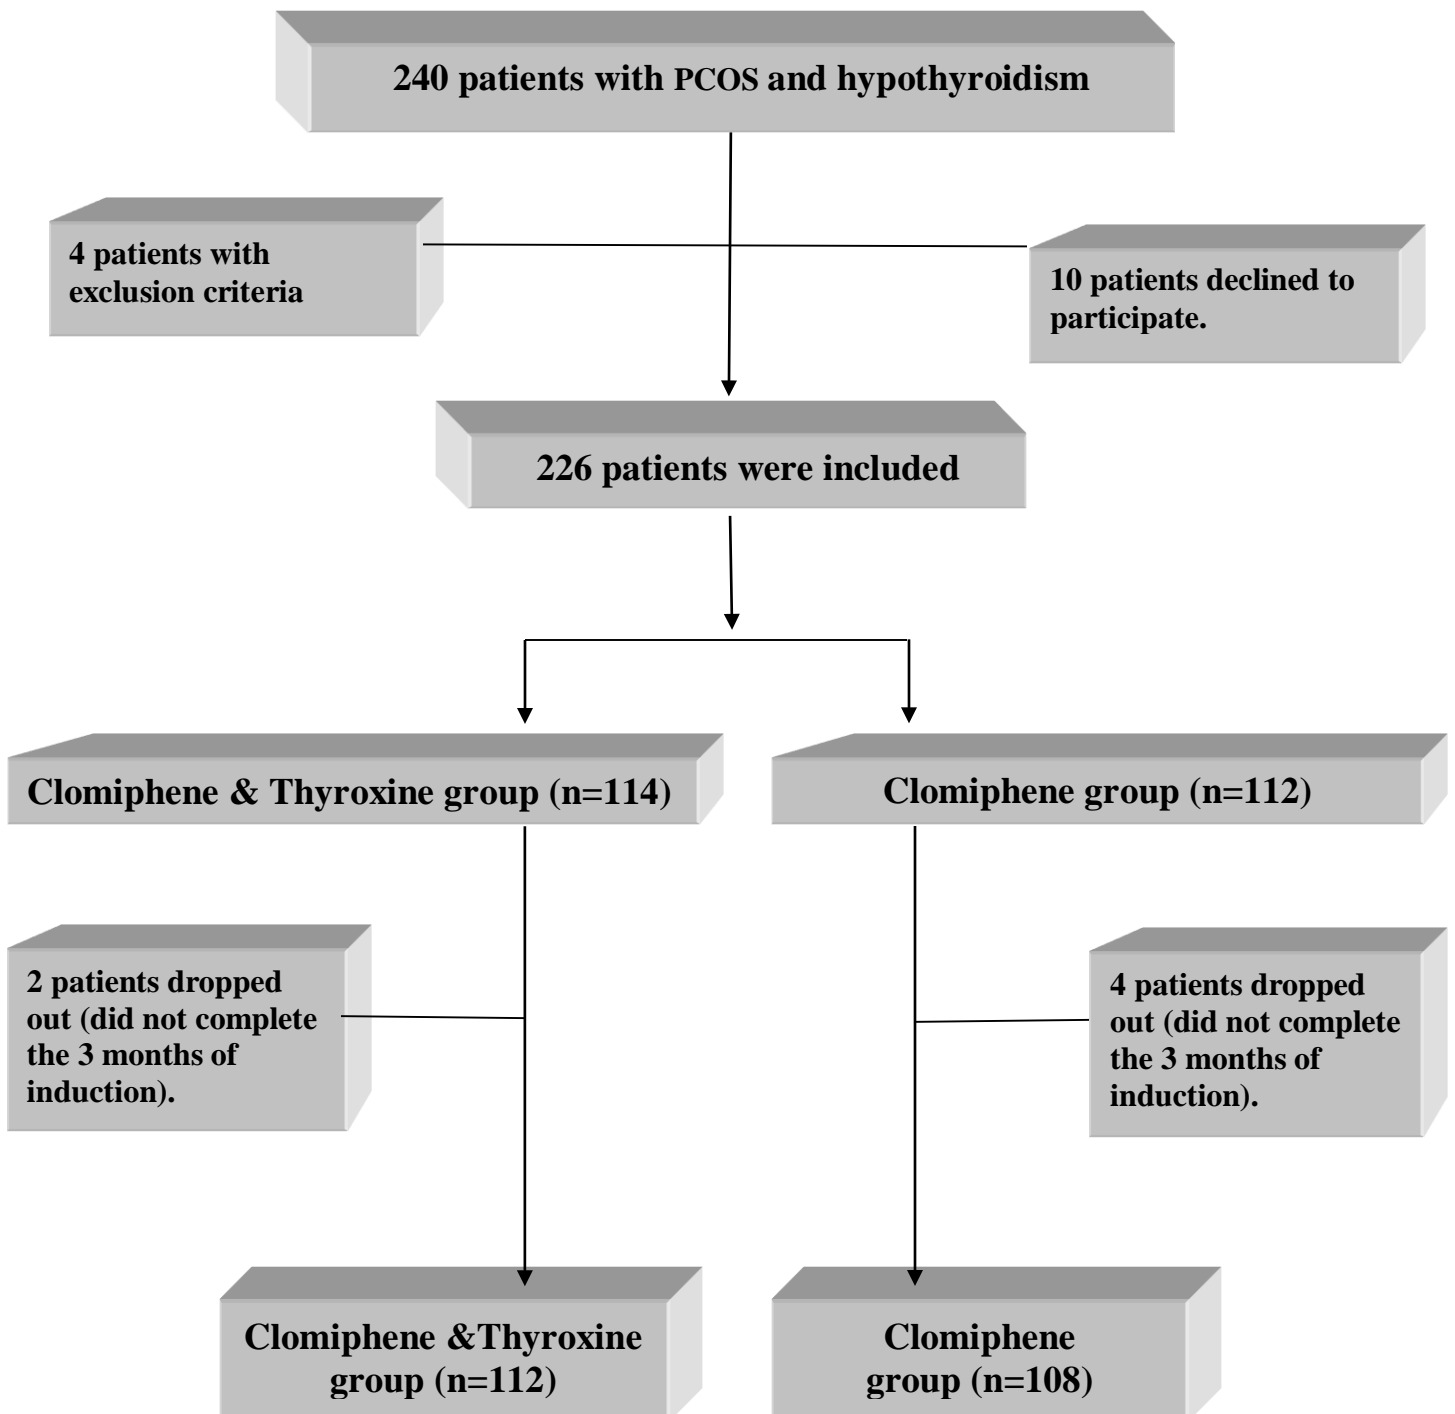 240 patients with PCOS and hypothyroidism
4 patients with
exclusion criteria
10 patients declined to
participate.
226 patients were included
Clomiphene & Thyroxine group (n=114)
Clomiphene group (n=112)
2 patients dropped
out (did not complete
the 3 months of
induction).
4 patients dropped
out (did not complete
the 3 months of
induction).
Clomiphene &Thyroxine
group (n=112)
Clomiphene
group (n=108)